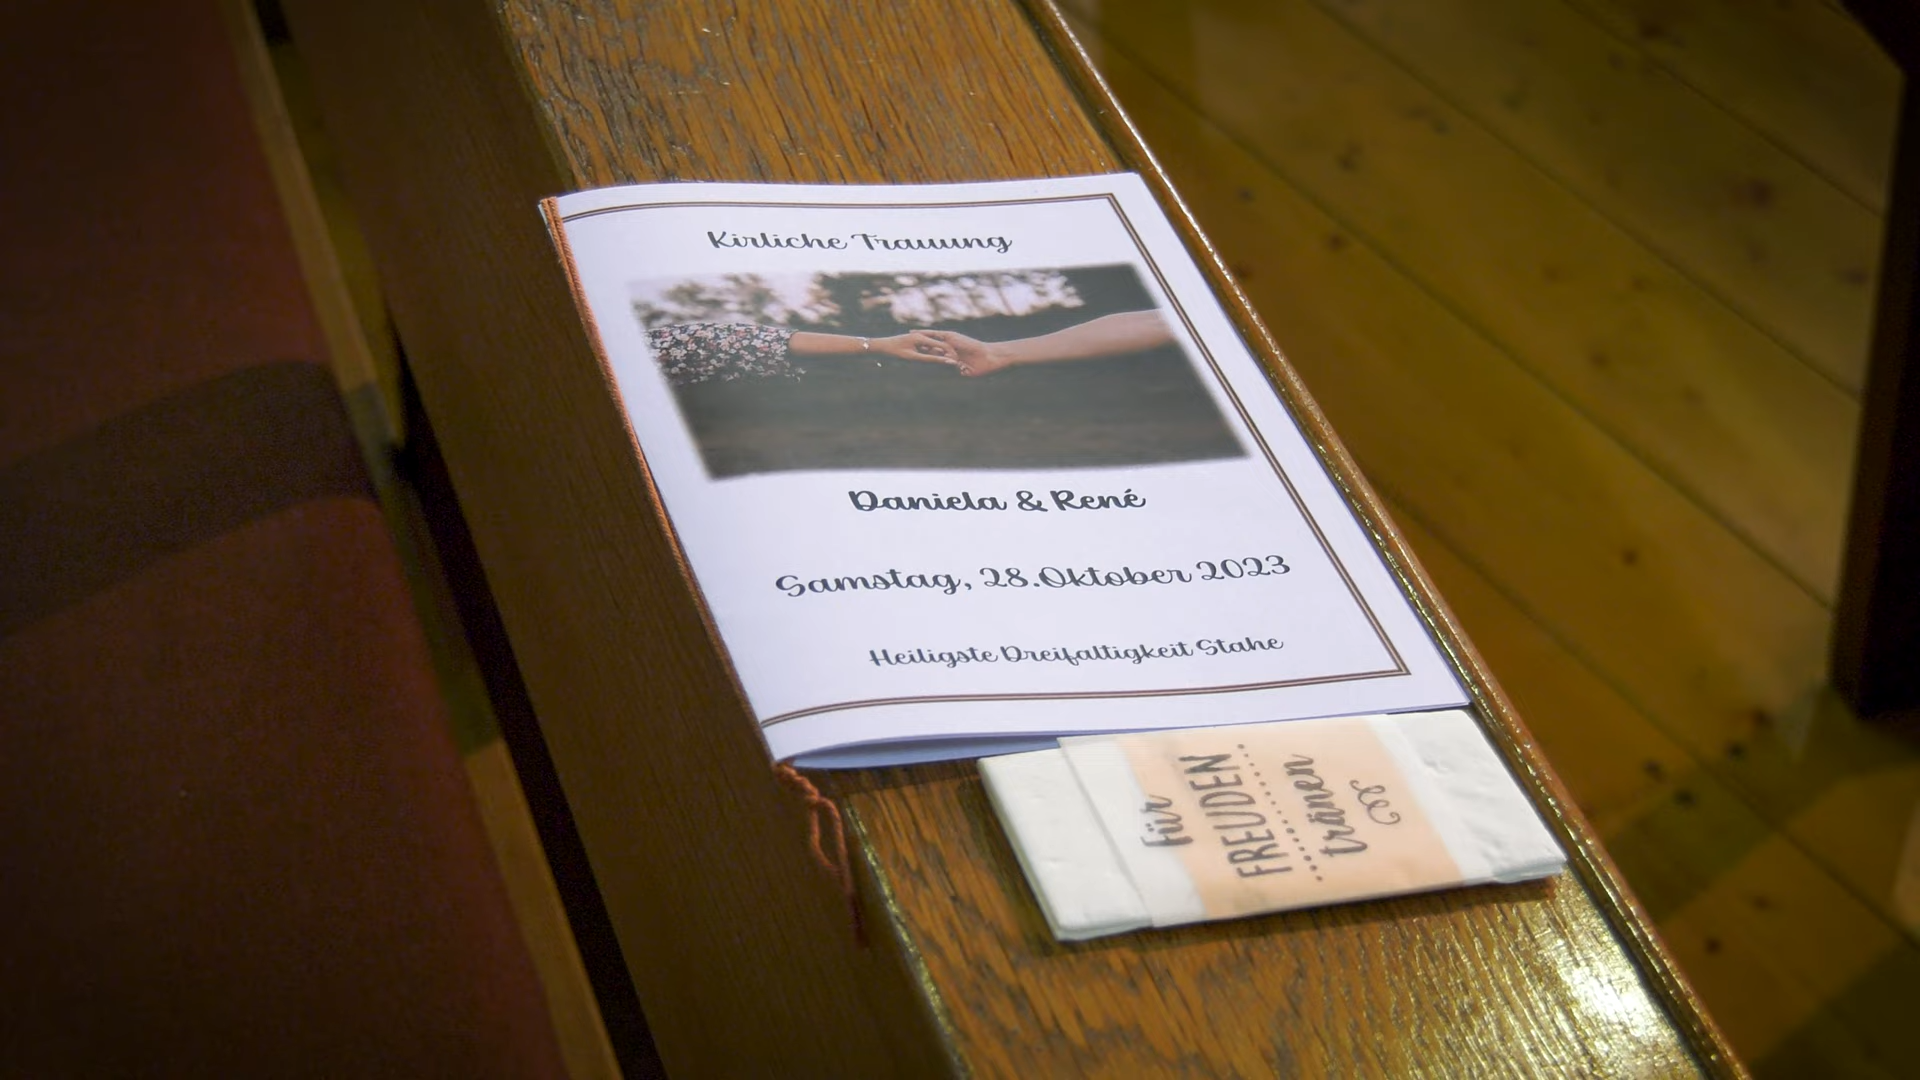 Kirliche Trauung
Daniela & René
Samstag, 28.Oktober 2023
Heiligste Dreifaltigkeit Stahe
Für
FREUDEN
tränen